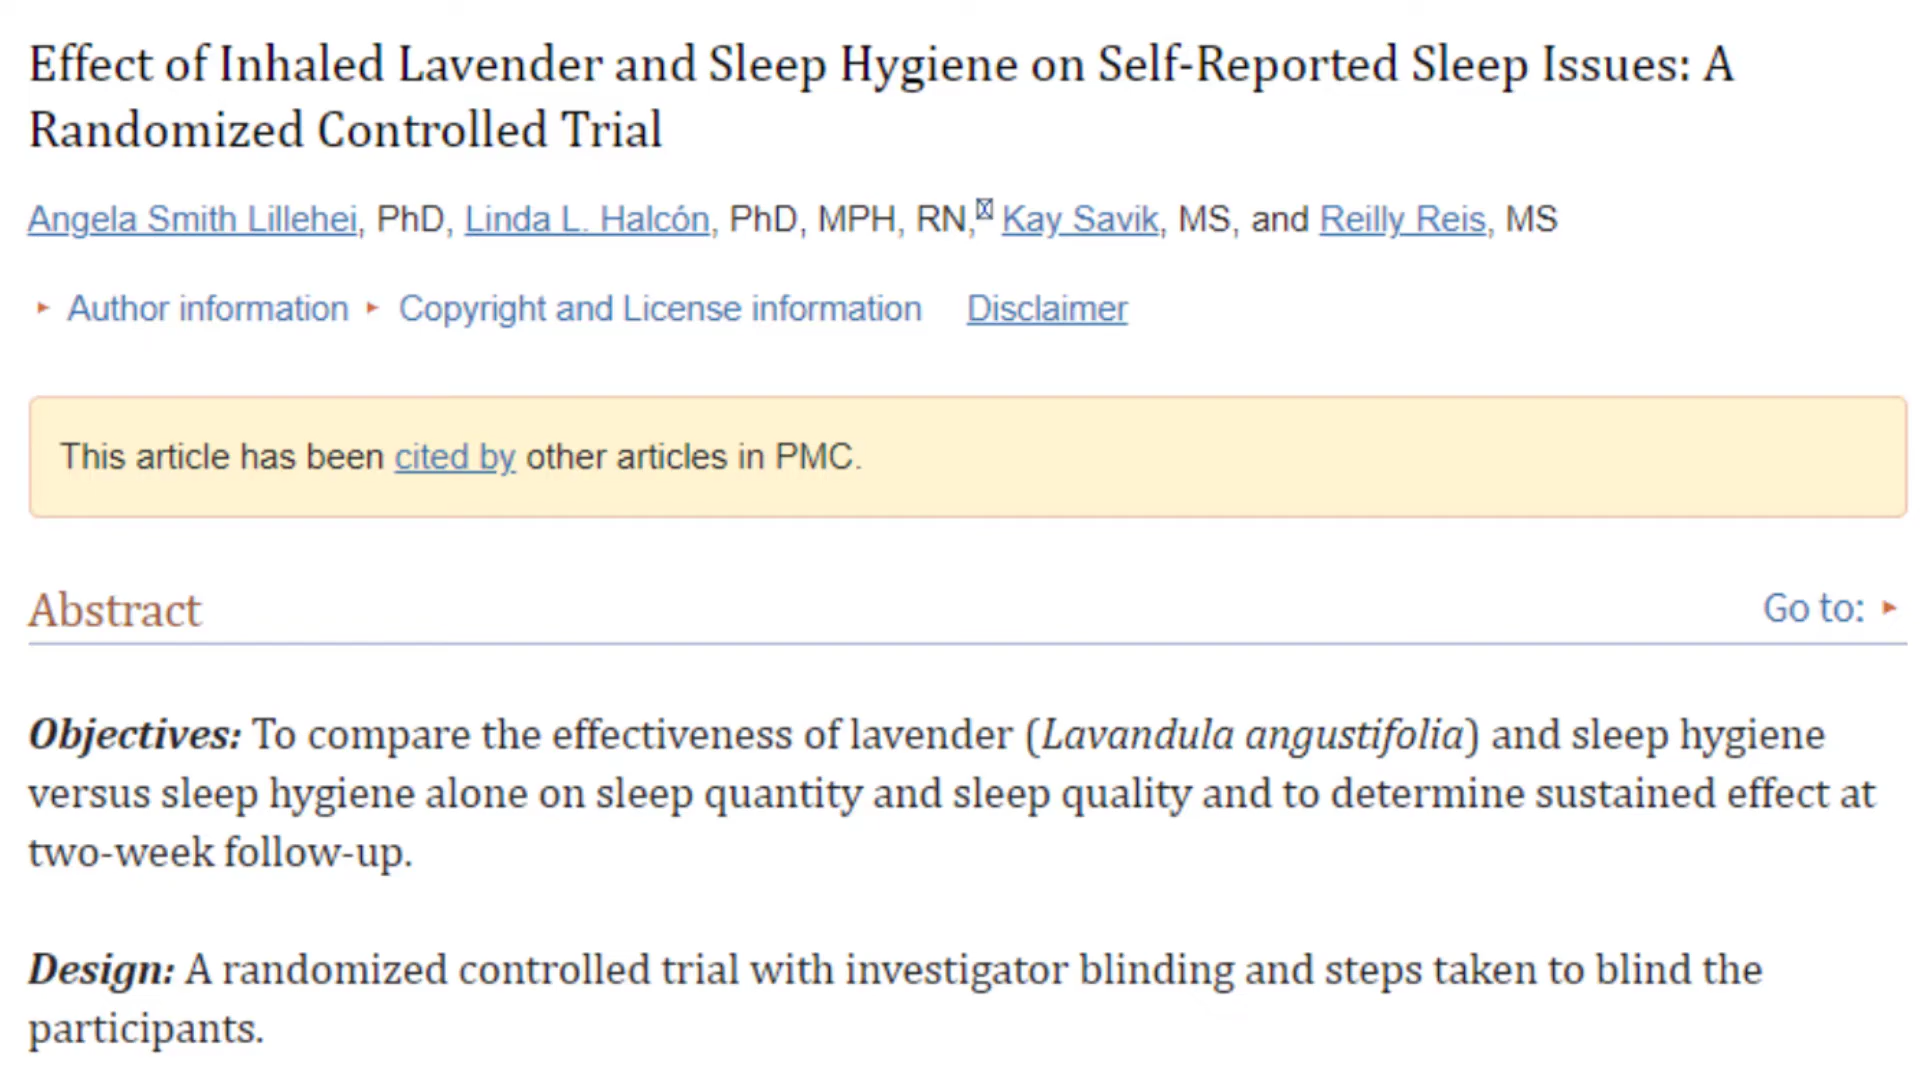 Effect of Inhaled Lavender and Sleep Hygiene on Self-Reported Sleep Issues: A
Randomized Controlled Trial
Angela Smith Lillehei, PhD, Linda L. Halcón, PhD, MPH, RN, Kay Savik, MS, and Reilly Reis, MS
Author information Copyright and License information Disclaimer
This article has been cited by other articles in PMC.
Abstract Go to:
Objectives: To compare the effectiveness of lavender (Lavandula angustifolia) and sleep hygiene
versus sleep hygiene alone on sleep quantity and sleep quality and to determine sustained effect at
two-week follow-up.
Design: A randomized controlled trial with investigator blinding and steps taken to blind the
participants.